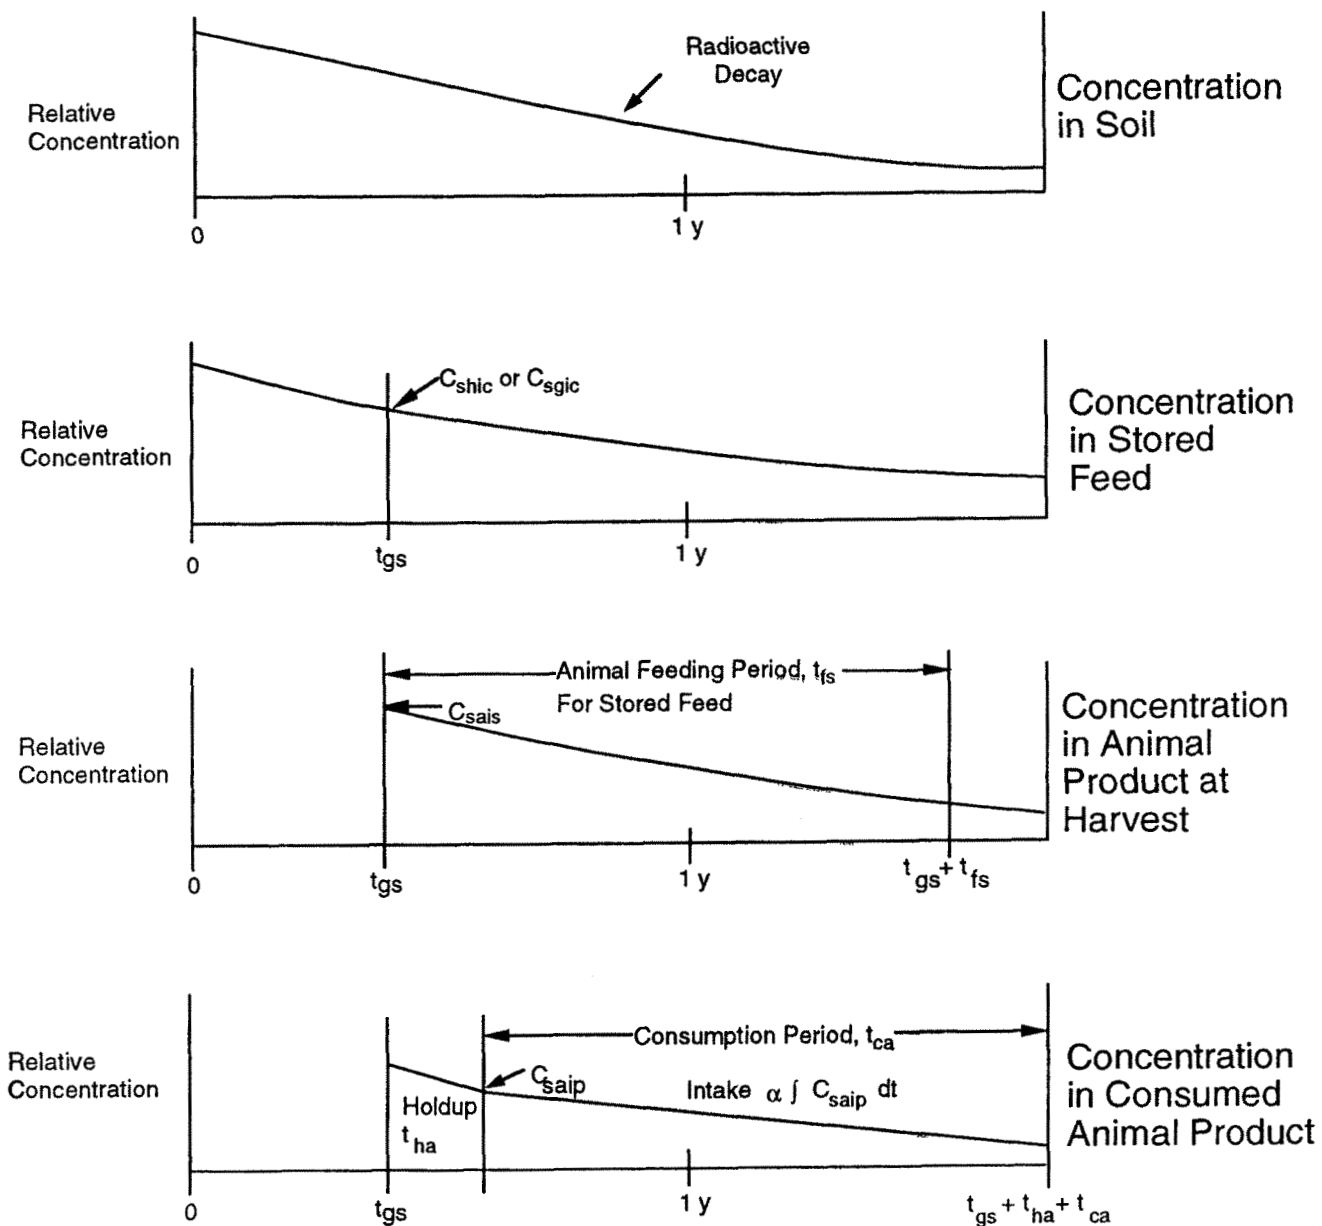 Radioactive
Decay
Relative
Concentration
Concentration
in Soil
0
1 y
C_shic or C_sgic
Relative
Concentration
Concentration
in Stored
Feed
0
t_gs
1 y
Animal Feeding Period, t_fs
For Stored Feed
C_sais
Relative
Concentration
Concentration
in Animal
Product at
Harvest
0
t_gs
1 y
t_gs + t_fs
Consumption Period, t_ca
Relative
Concentration
C_saip
Intake α ∫ C_saip dt
Holdup
t_ha
Concentration
in Consumed
Animal Product
0
t_gs
1 y
t_gs + t_ha + t_ca